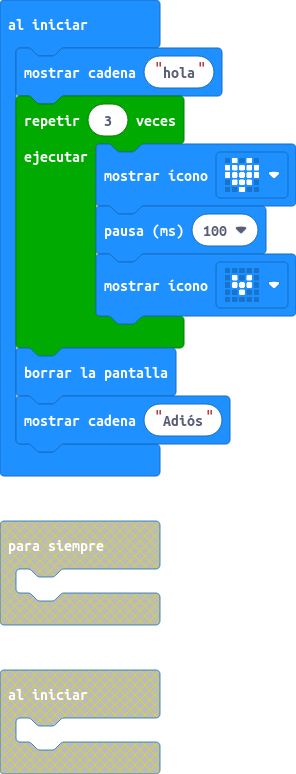 al iniciar
mostrar cadena "hola"
repetir 3 veces
ejecutar
mostrar ícono
pausa (ms) 100
mostrar ícono
borrar la pantalla
mostrar cadena "Adiós"
para siempre
al iniciar